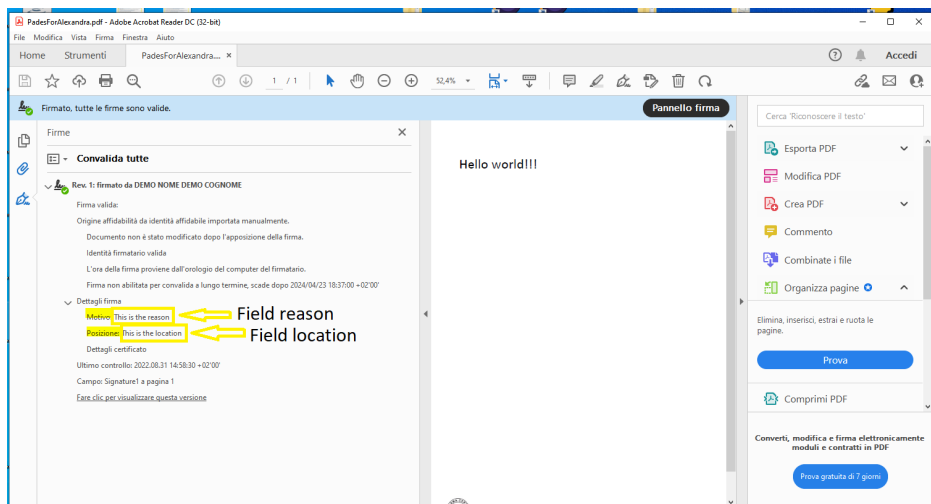 PadesForAlexandra.pdf - Adobe Acrobat Reader DC (32-bit)
File Modifica Vista Firma Finestra Aiuto
Home Strumenti PadesForAlexandra.... × Accedi
1 / 1 52,4%
Firmato, tutte le firme sono valide. Pannello firma
Firme
Convalida tutte
Rev. 1: firmato da DEMO NOME DEMO COGNOME
Firma valida:
Origine affidabilità da identità affidabile importata manualmente.
Documento non è stato modificato dopo l'apposizione della firma.
Identità firmatario valida
L'ora della firma proviene dall'orologio del computer del firmatario.
Firma non abilitata per convalida a lungo termine, scade dopo 2024/04/23 18:37:00 +02'00'
Dettagli firma
Motivo: This is the reason Field reason
Posizione: This is the location Field location
Dettagli certificato
Ultimo controllo: 2022.08.31 14:58:30 +02'00'
Campo: Signature1 a pagina 1
Fare clic per visualizzare questa versione
Hello world!!!
Cerca 'Riconoscere il testo'
Esporta PDF
Modifica PDF
Crea PDF
Commento
Combinate i file
Organizza pagine
Elimina, inserisci, estrai e ruota le
pagine.
Prova
Comprimi PDF
Converti, modifica e firma elettronicamente
moduli e contratti in PDF
Prova gratuita di 7 giorni